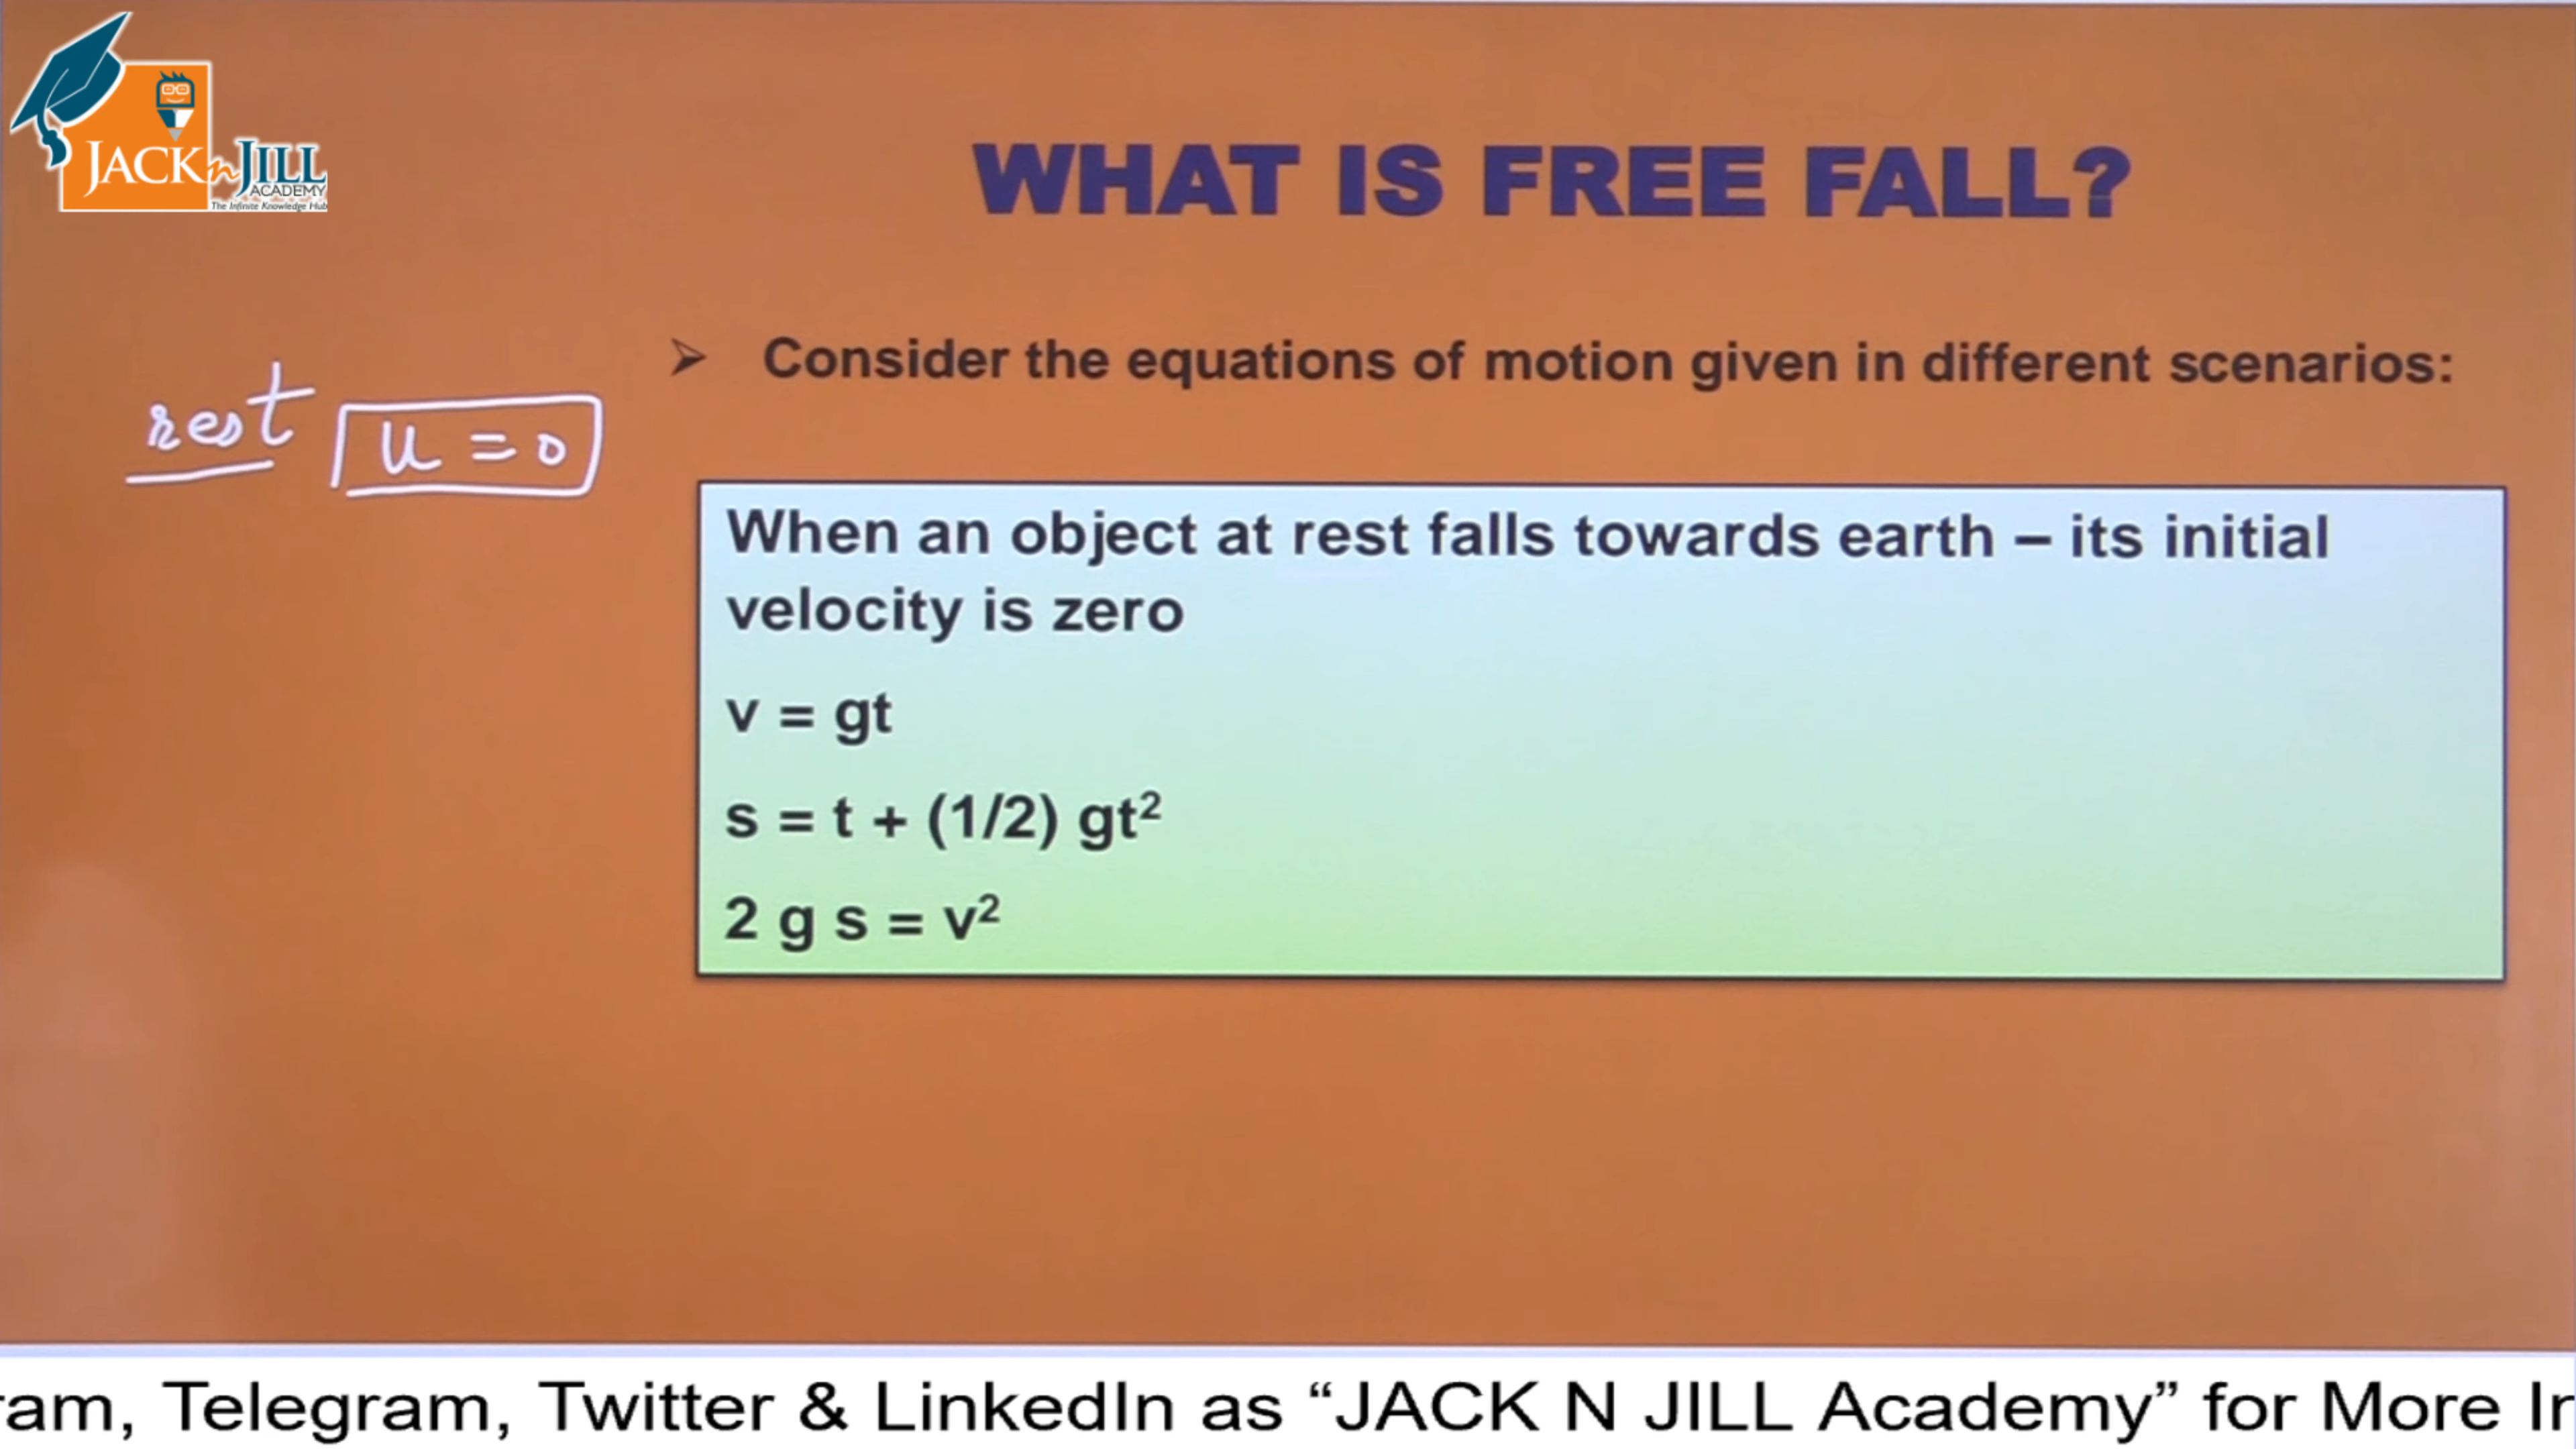 JACK n JILL
ACADEMY
The Infinite Knowledge Hub
WHAT IS FREE FALL?
➢ Consider the equations of motion given in different scenarios:
rest u = 0
When an object at rest falls towards earth – its initial
velocity is zero
v = gt
s = t + (1/2) gt²
2 g s = v²
ram, Telegram, Twitter & LinkedIn as “JACK N JILL Academy” for More In